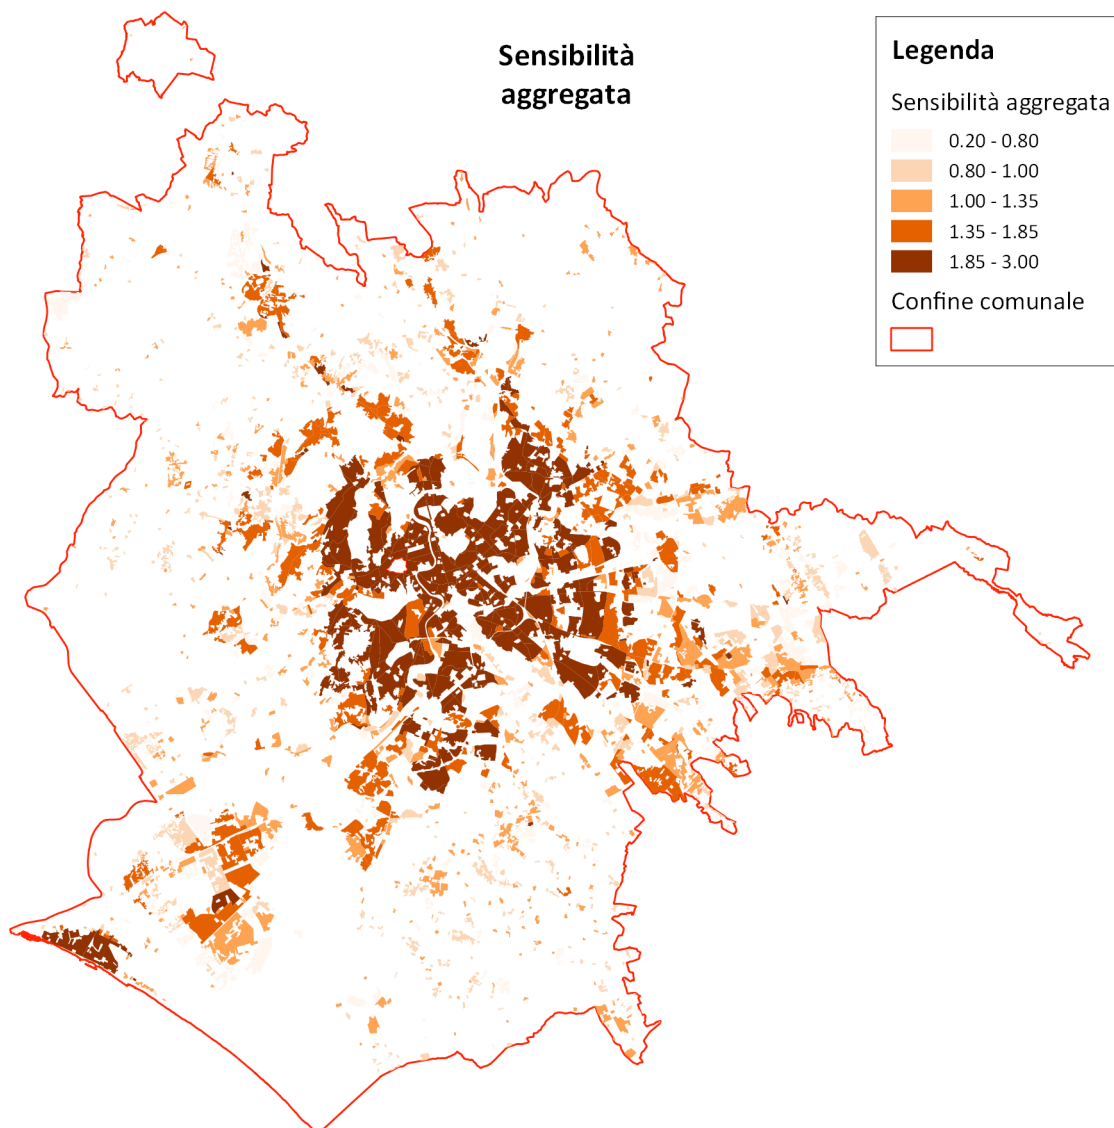 Sensibilità
aggregata
Legenda
Sensibilità aggregata
0.20 - 0.80
0.80 - 1.00
1.00 - 1.35
1.35 - 1.85
1.85 - 3.00
Confine comunale